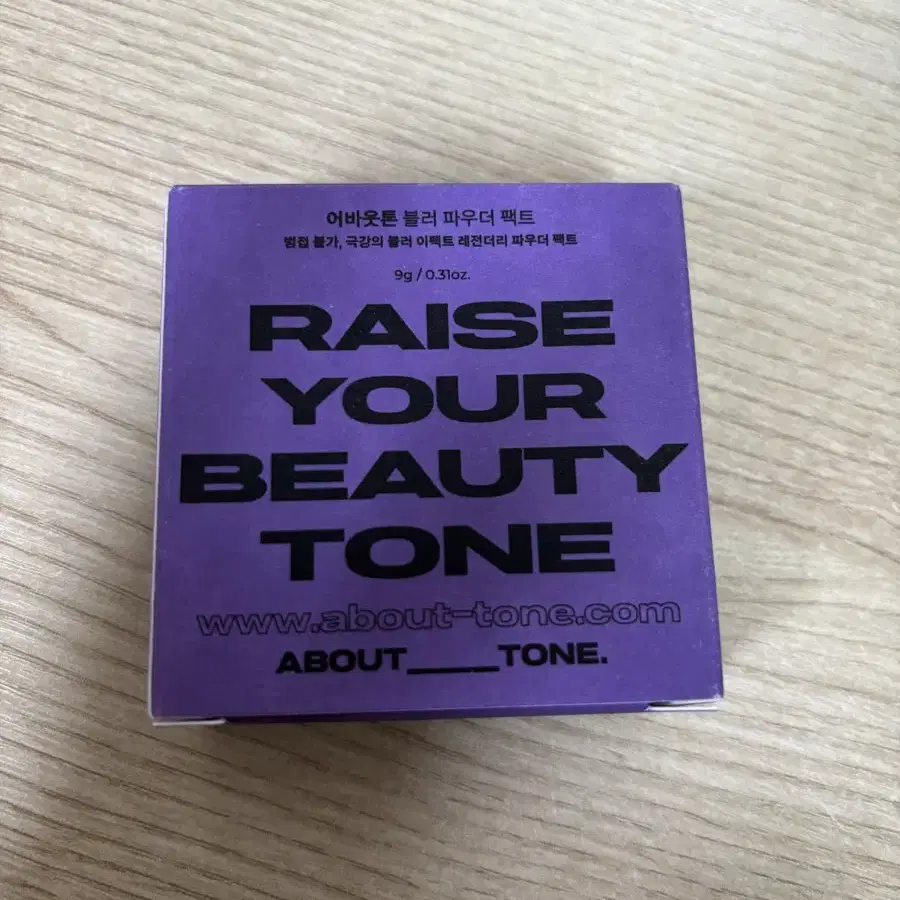 어바웃톤 블러 파우더 팩트
범접 불가, 극강의 블러 이펙트 레전더리 파우더 팩트
9g / 0.31oz.
RAISE
YOUR
BEAUTY
TONE
www.about-tone.com
ABOUT____TONE.